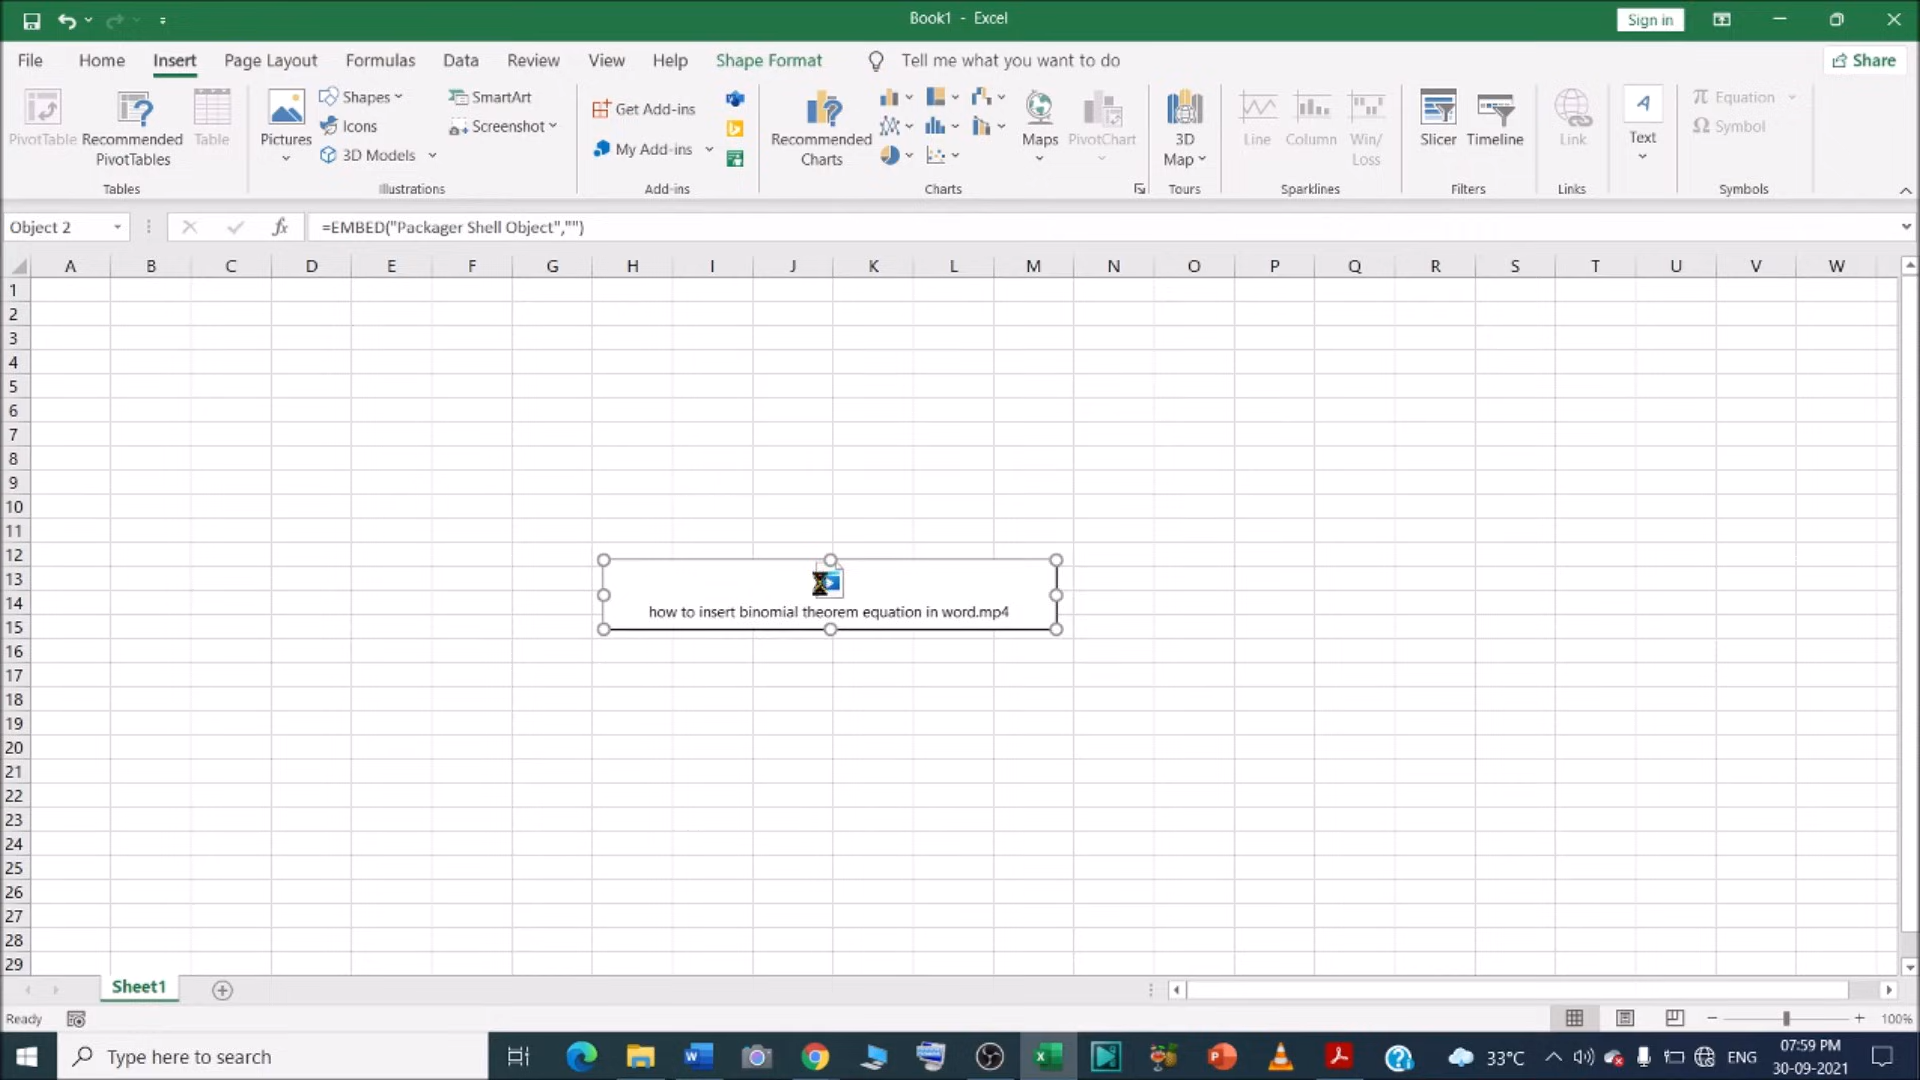 Book1 - Excel
Sign in
File Home Insert Page Layout Formulas Data Review View Help Shape Format Tell me what you want to do Share
PivotTable
Recommended PivotTables
Table
Tables
Pictures
Shapes
Icons
3D Models
SmartArt
Screenshot
Illustrations
Get Add-ins
My Add-ins
Add-ins
Recommended Charts
Maps
PivotChart
Charts
3D Map
Tours
Line
Column
Win/Loss
Sparklines
Slicer
Timeline
Filters
Link
Links
Text
Equation
Symbol
Symbols
Object 2 fx =EMBED("Packager Shell Object","")
A B C D E F G H I J K L M N O P Q R S T U V W
1
2
3
4
5
6
7
8
9
10
11
12
13
14
15
how to insert binomial theorem equation in word.mp4
16
17
18
19
20
21
22
23
24
25
26
27
28
29
Sheet1
Ready 100%
Type here to search
33°C ENG
07:59 PM
30-09-2021